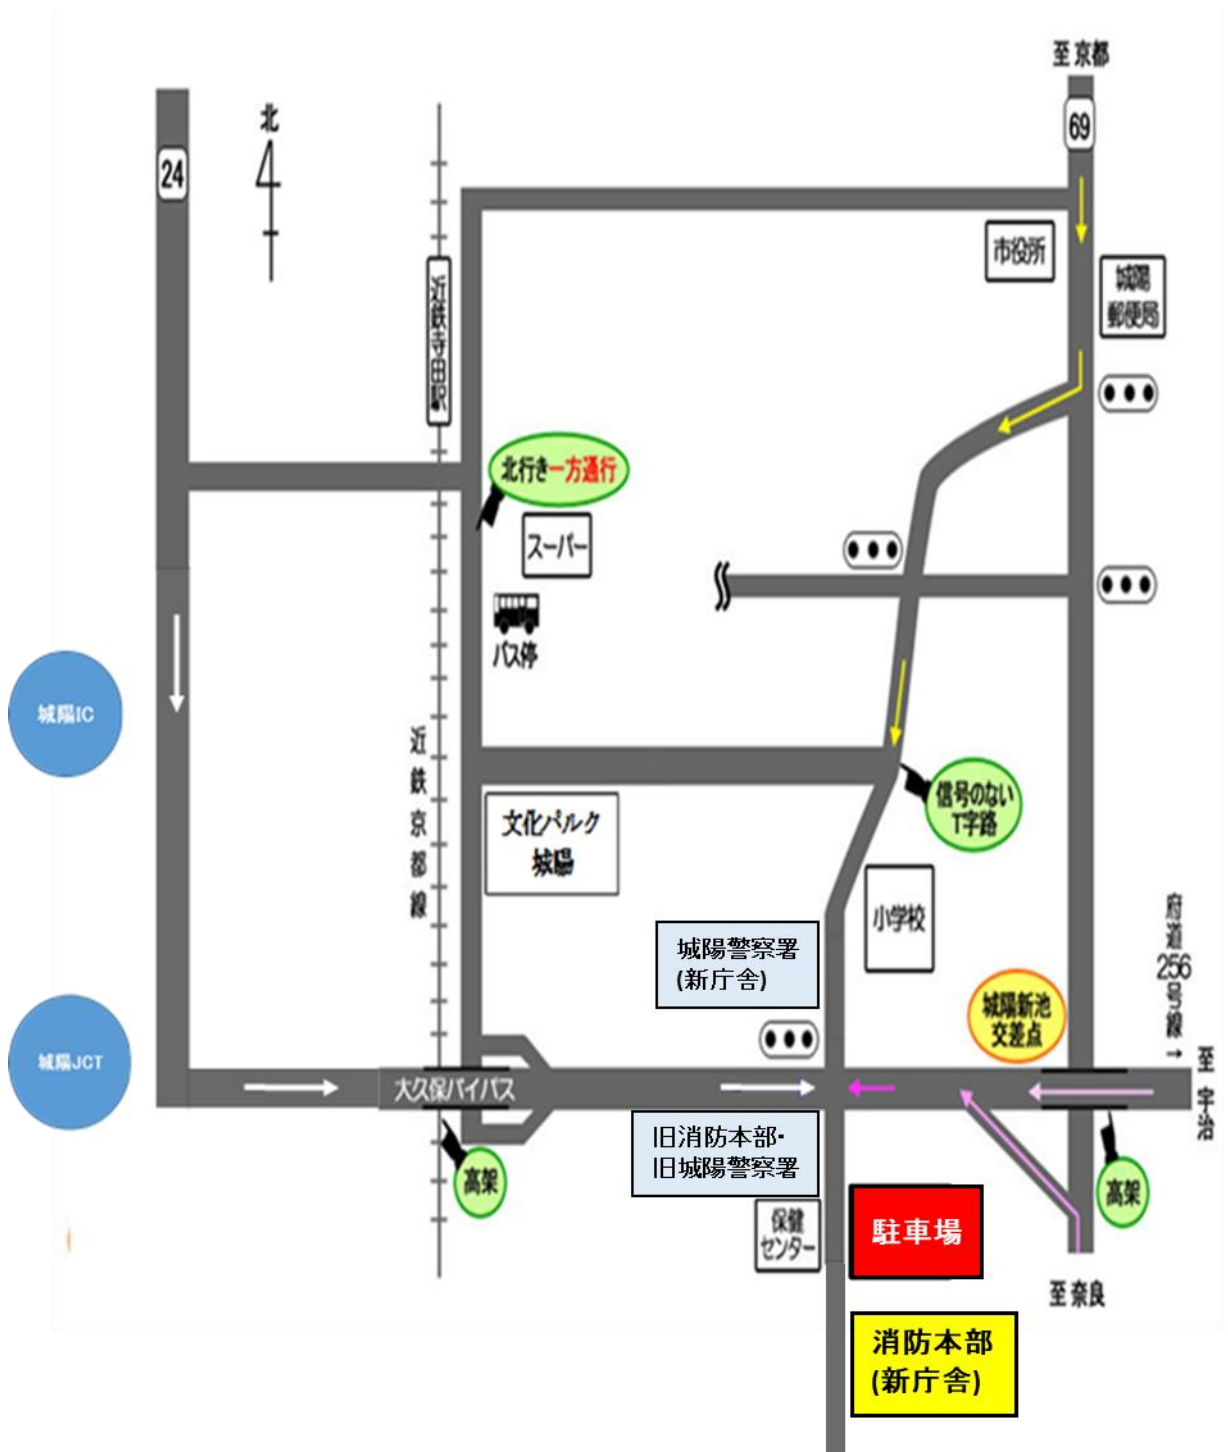 至 京都
69
24
北
市役所
城陽
郵便局
近鉄寺田駅
北行き一方通行
スーパー
バス停
城陽IC
近鉄京都線
信号のない
T字路
文化パルク
城陽
小学校
城陽警察署
(新庁舎)
城陽新池
交差点
府道256号線→
至 宇治
城陽JCT
大久保バイパス
旧消防本部・
旧城陽警察署
高架
高架
保健
センター
駐車場
至 奈良
消防本部
(新庁舎)